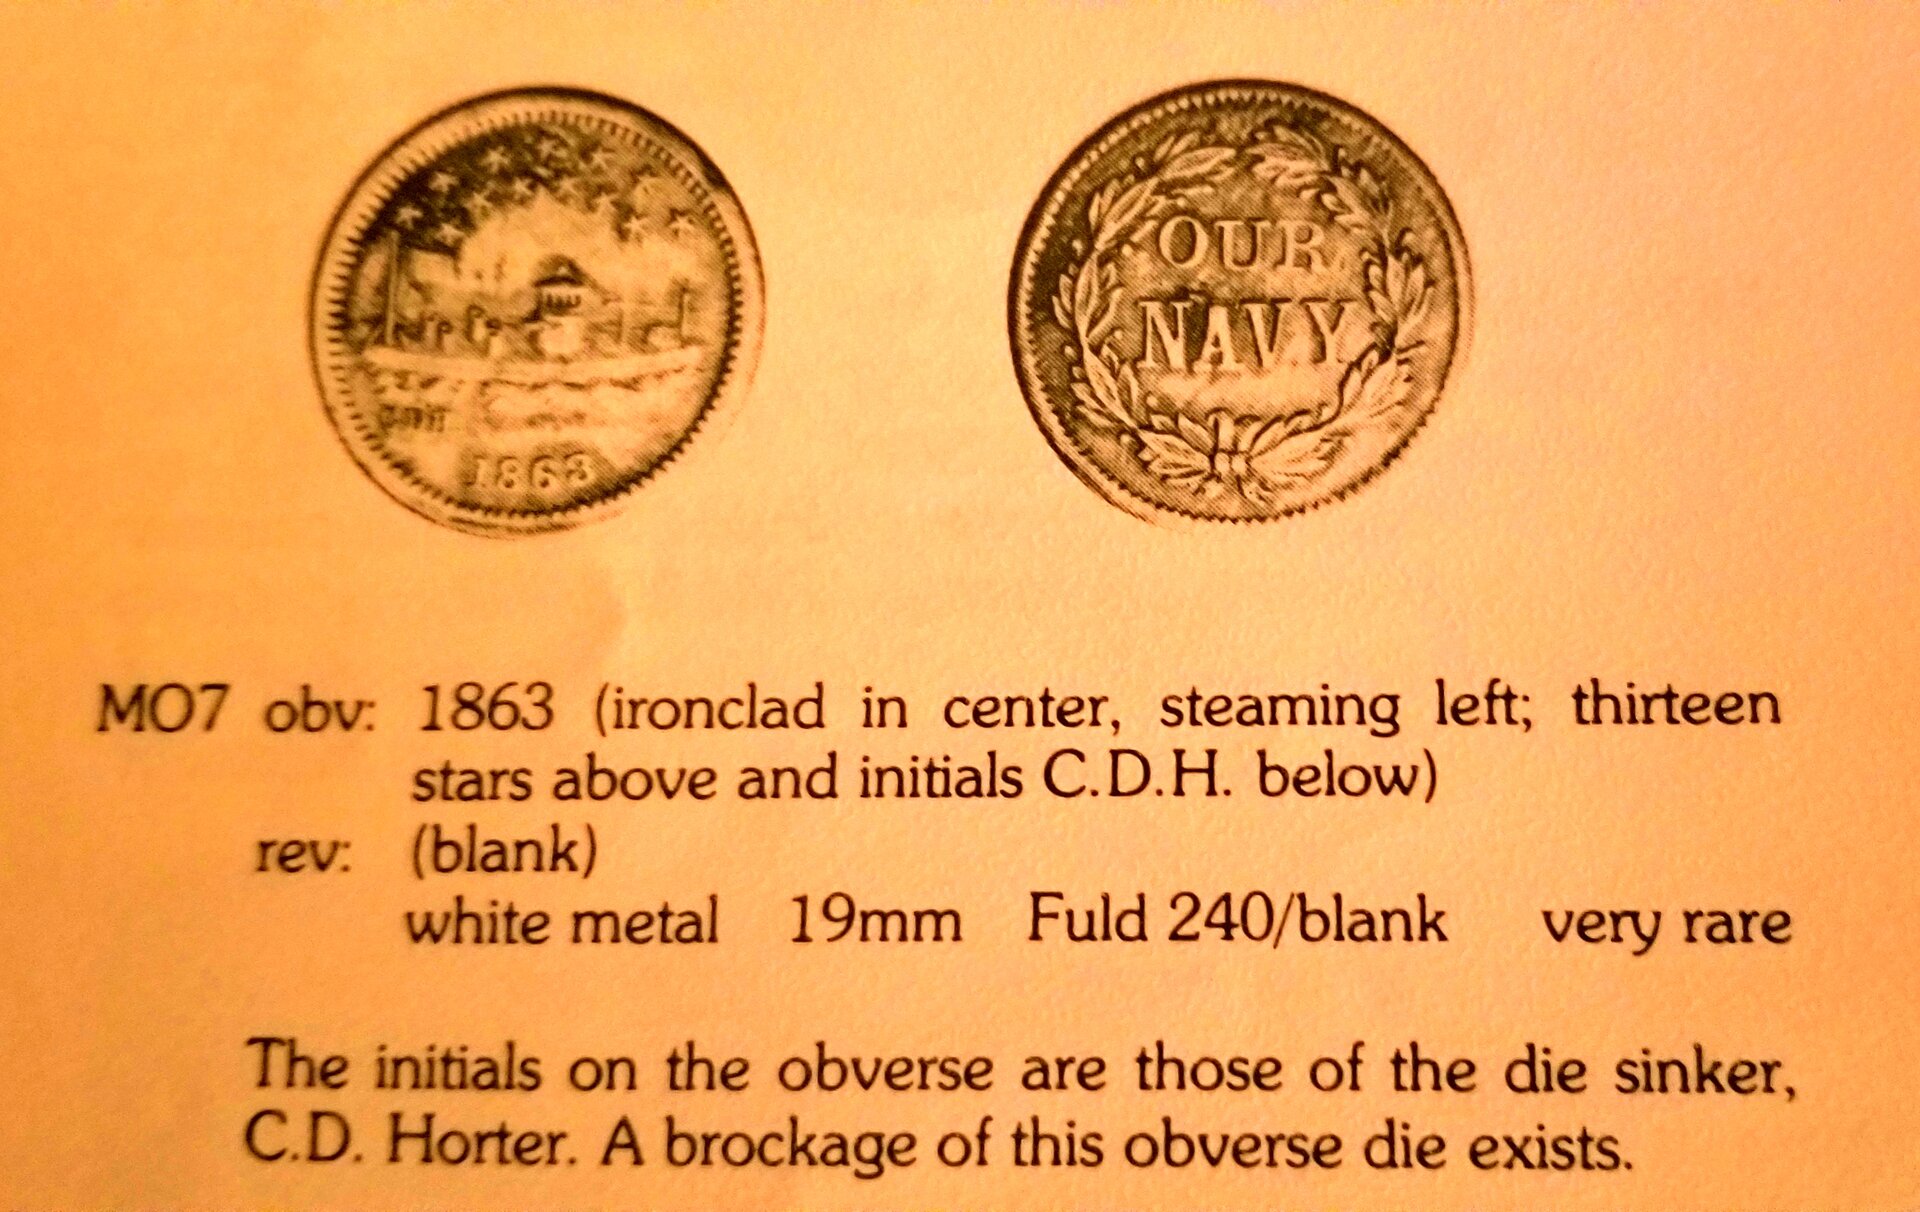 1863
OUR
NAVY
MO7 obv: 1863 (ironclad in center, steaming left; thirteen
stars above and initials C.D.H. below)
rev: (blank)
white metal 19mm Fuld 240/blank very rare
The initials on the obverse are those of the die sinker,
C.D. Horter. A brockage of this obverse die exists.